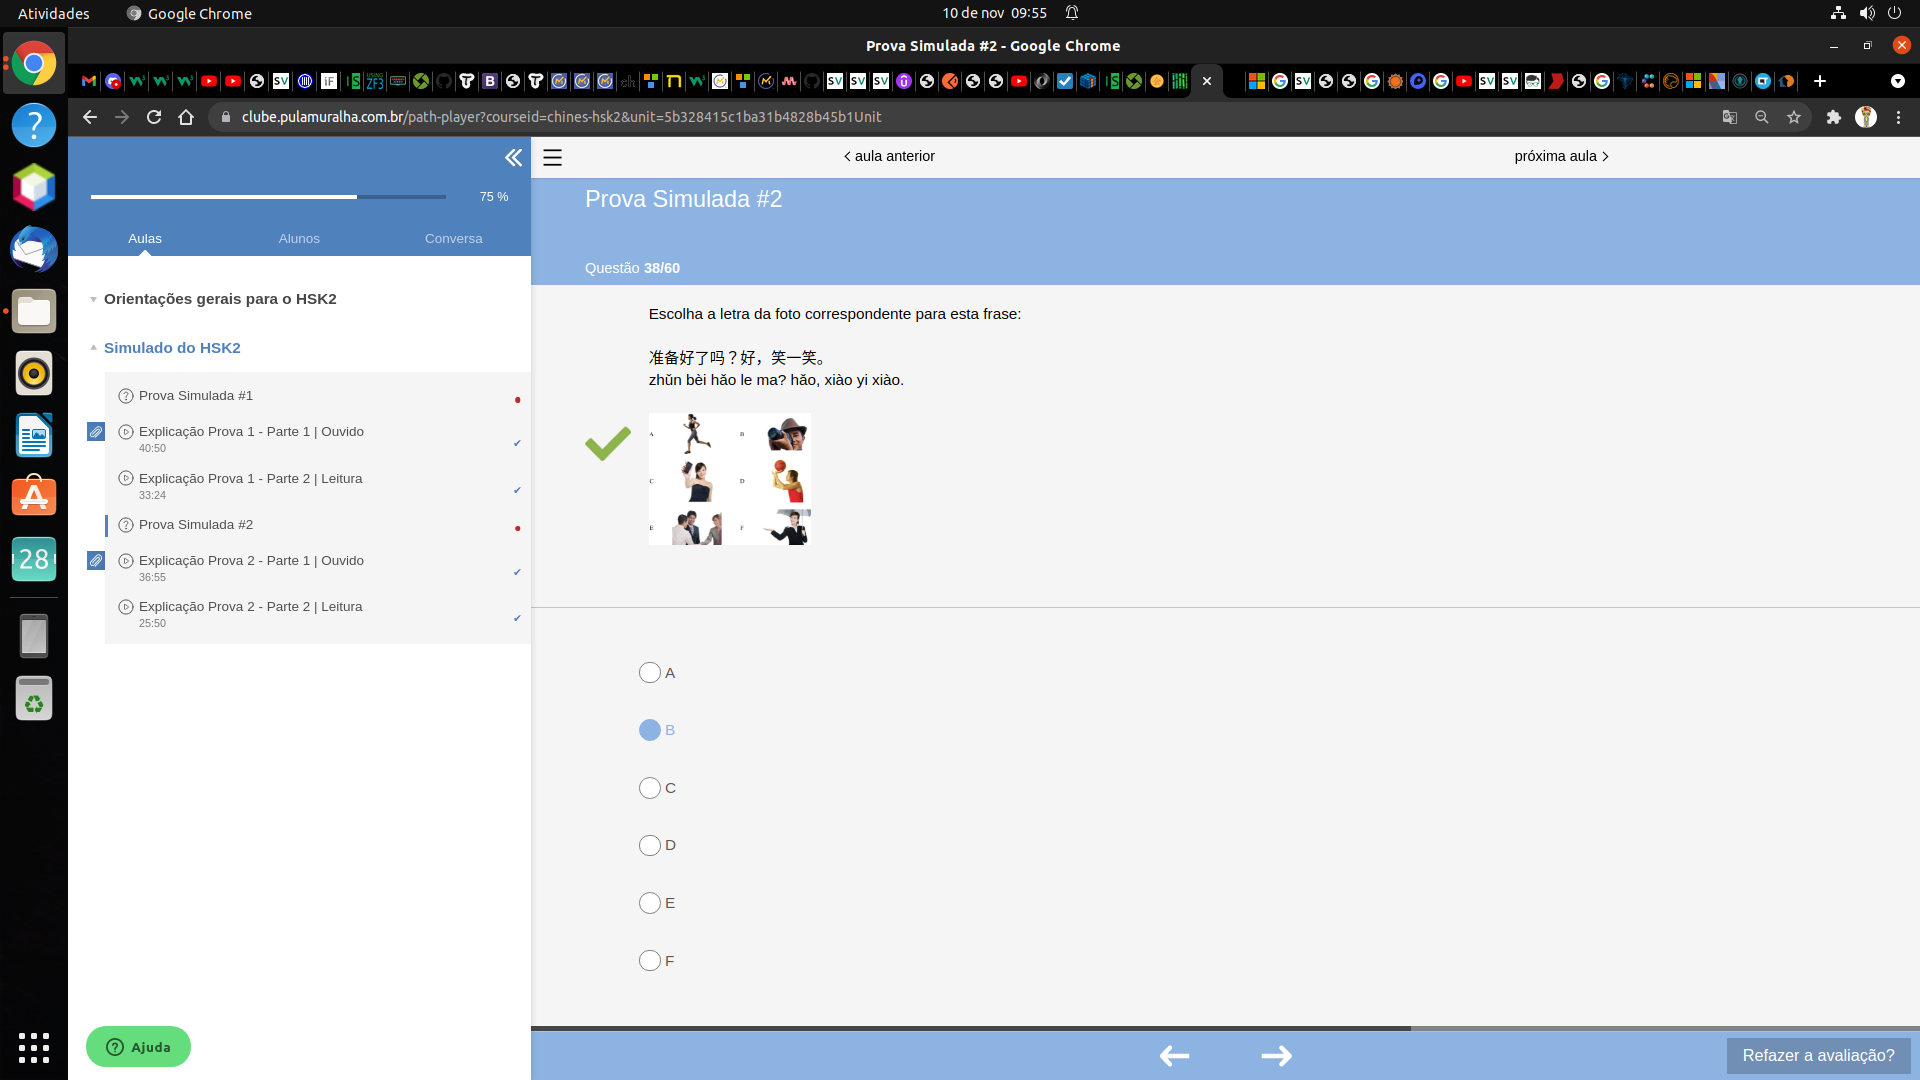 Atividades
Google Chrome
10 de nov 09:55
Prova Simulada #2 - Google Chrome
clube.pulamuralha.com.br/path-player?courseid=chines-hsk2&unit=5b328415c1ba31b4828b45b1Unit
75 %
Aulas
Alunos
Conversa
Orientações gerais para o HSK2
Simulado do HSK2
Prova Simulada #1
Explicação Prova 1 - Parte 1 | Ouvido
40:50
Explicação Prova 1 - Parte 2 | Leitura
33:24
Prova Simulada #2
Explicação Prova 2 - Parte 1 | Ouvido
36:55
Explicação Prova 2 - Parte 2 | Leitura
25:50
Ajuda
28
aula anterior
próxima aula
Prova Simulada #2
Questão 38/60
Escolha a letra da foto correspondente para esta frase:
准备好了吗？好，笑一笑。
zhǔn bèi hǎo le ma? hǎo, xiào yi xiào.
A
B
C
D
E
F
A
B
C
D
E
F
Refazer a avaliação?